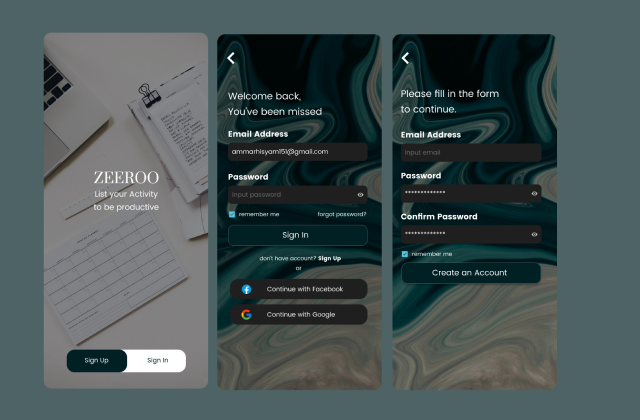 ZEEROO
List your Activity
to be productive
Sign Up
Sign In
Welcome back,
You've been missed
Email Address
ammarhisyam151@gmail.com
Password
input password
remember me
forgot password?
Sign In
don't have account? Sign Up
or
Continue with Facebook
Continue with Google
Please fill in the form
to continue.
Email Address
input email
Password
*************
Confirm Password
*************
remember me
Create an Account